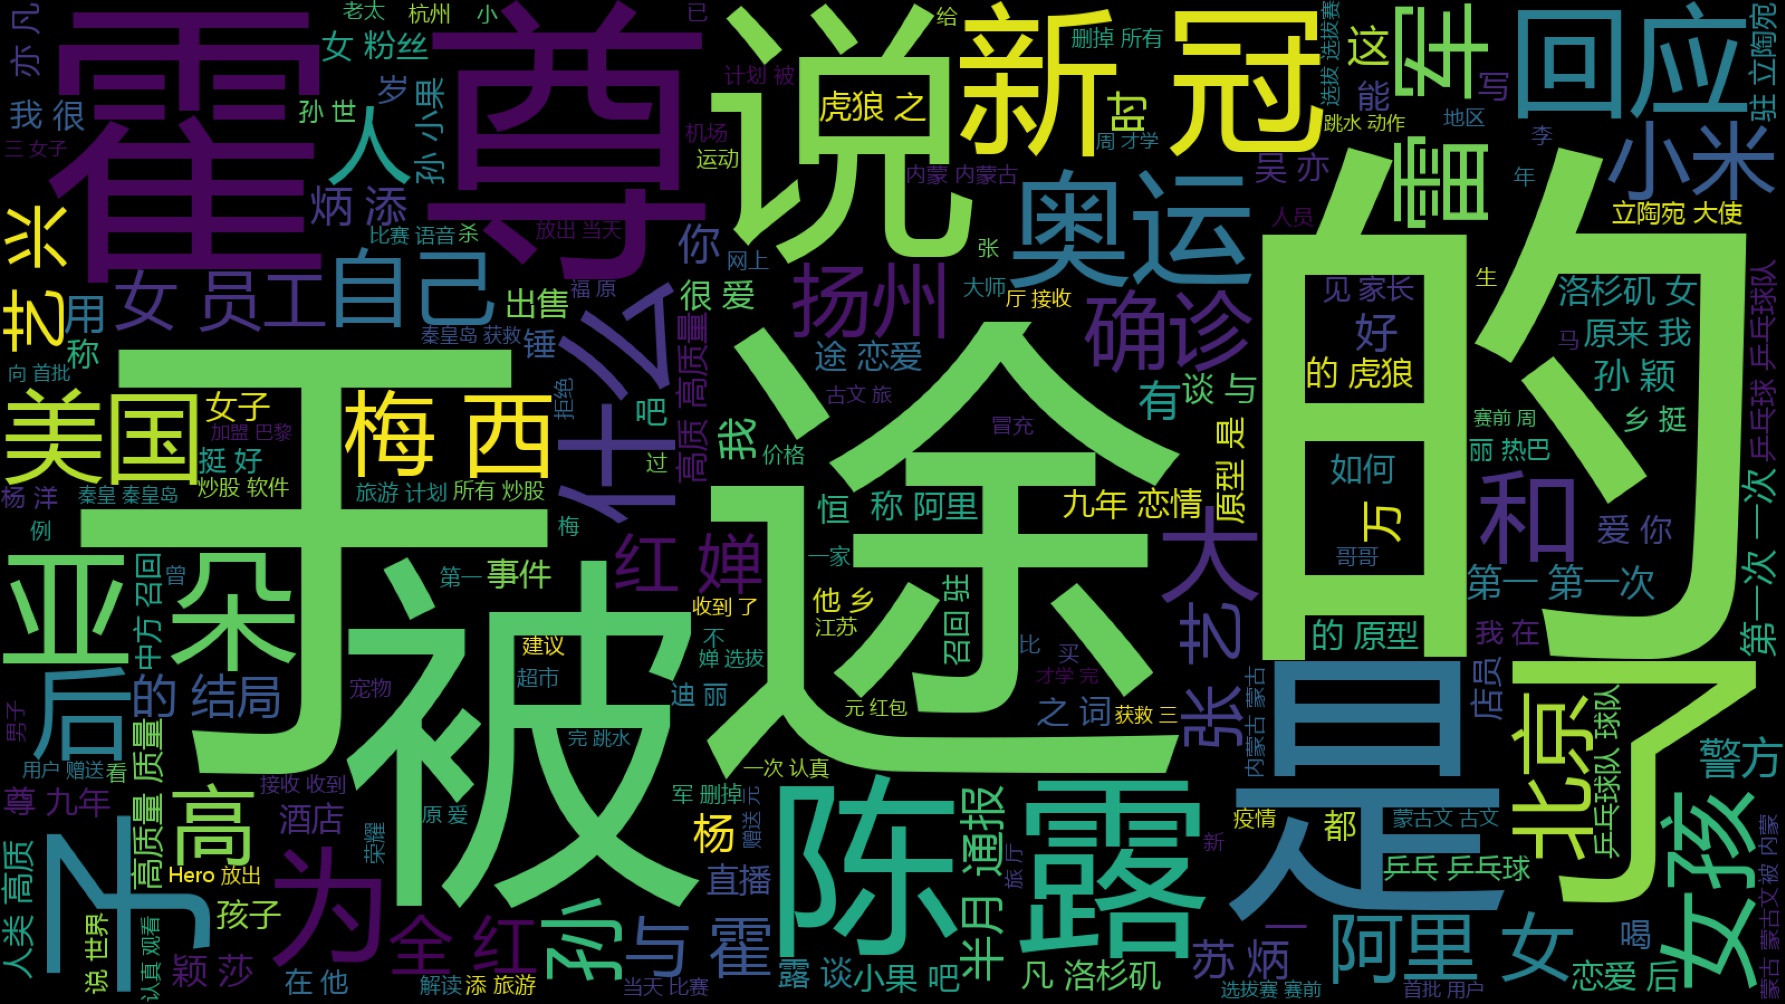 霍 尊
说
新 冠
回应
的
于
途
被
陈 露
是
了
亦 凡
老太
杭州
小
已
给
女 粉丝
计划 被
删掉 所有
选拔 选拔赛
这
军
驻 立陶宛
我 很
岁
孙 小果
孙 世
人
虎狼 之
时
能
写
地区
跳水 动作
机场
运动
周 才学
三 女子
炳 添
内蒙 内蒙古
吴 亦
雷
李
年
小米
奥运
人员
立陶宛 大使
艺 兴
比赛 语音
杀
放出 当天
你
网上
张
女 员工
自己
福 原
出售
很 爱
扬州
大师
厅 接收
确诊
见 家长
生
洛杉矶 女
乒乓球 乒乓球队
用
称
秦皇岛 获救
锤
什么
途 恋爱
好
马
原来 我
向 首批
拒绝
高质 高质量
古文 旅
有
谈 与
的 虎狼
孙 颖
美国
女子
梅 西
加盟 巴黎
吧
我
冒充
原型 是
赛前 周
乡 挺
挺 好
价格
过
丽 热巴
杨 洋
秦皇 秦皇岛
炒股 软件
旅游 计划
所有 炒股
恒
称 阿里
九年 恋情
如何
万
和
第一次 一次
例
梅
爱 你
亚朵
中方 召回
曾
第一
事件
红 婵
一家
大
哥哥
第一 第一次
收到 了
他 乡
江苏
召回 驻
建议
不
婵 选拔
比
买
张 艺
的 原型
我 在
后
的 结局
宠物
超市
迪 丽
才学 完
元 红包
之 词
获救 三
内蒙古 蒙古
店员
男子
高质量 质量
完 跳水
北京
乒乓球队 球队
警方
用户 赠送
看
接收 收到
一次 认真
尊 九年
高
酒店
原 爱
军 删掉
赠送 元
杨
半月 通报
疫情
都
蒙古文 古文
女孩
子
荣耀
旅 厅
新
Hero 放出
为
直播
乒乓 乒乓球
蒙古 蒙古文
被 内蒙
人类 高质
说 世界
认真 观看
孩子
全 红
孙
与 霍
苏 炳
一
阿里 女
喝
颖 莎
在 他
解读
添 旅游
当天 比赛
露 谈
小果 吧
凡 洛杉矶
选拔赛 赛前
首批 用户
恋爱 后